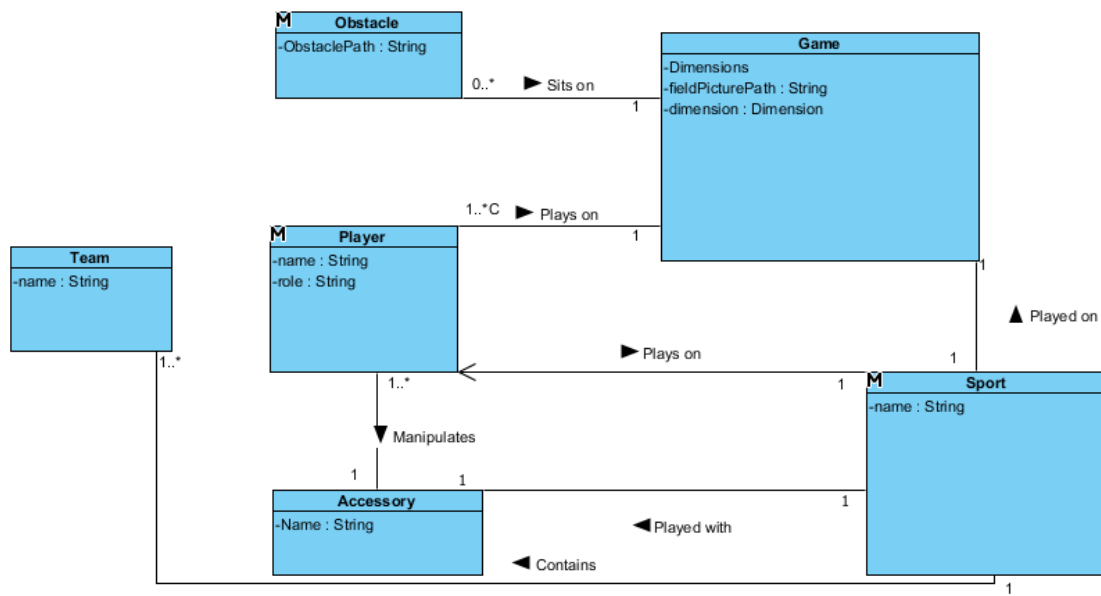 M
Obstacle
-ObstaclePath : String
Game
-Dimensions
-fieldPicturePath : String
-dimension : Dimension
0..*
Sits on
1
1..*C
Plays on
1
M
Player
-name : String
-role : String
Team
-name : String
1
Played on
1..*
Plays on
1
1..*
1
M
Sport
-name : String
Manipulates
1
1
1
Accessory
-Name : String
Played with
Contains
1